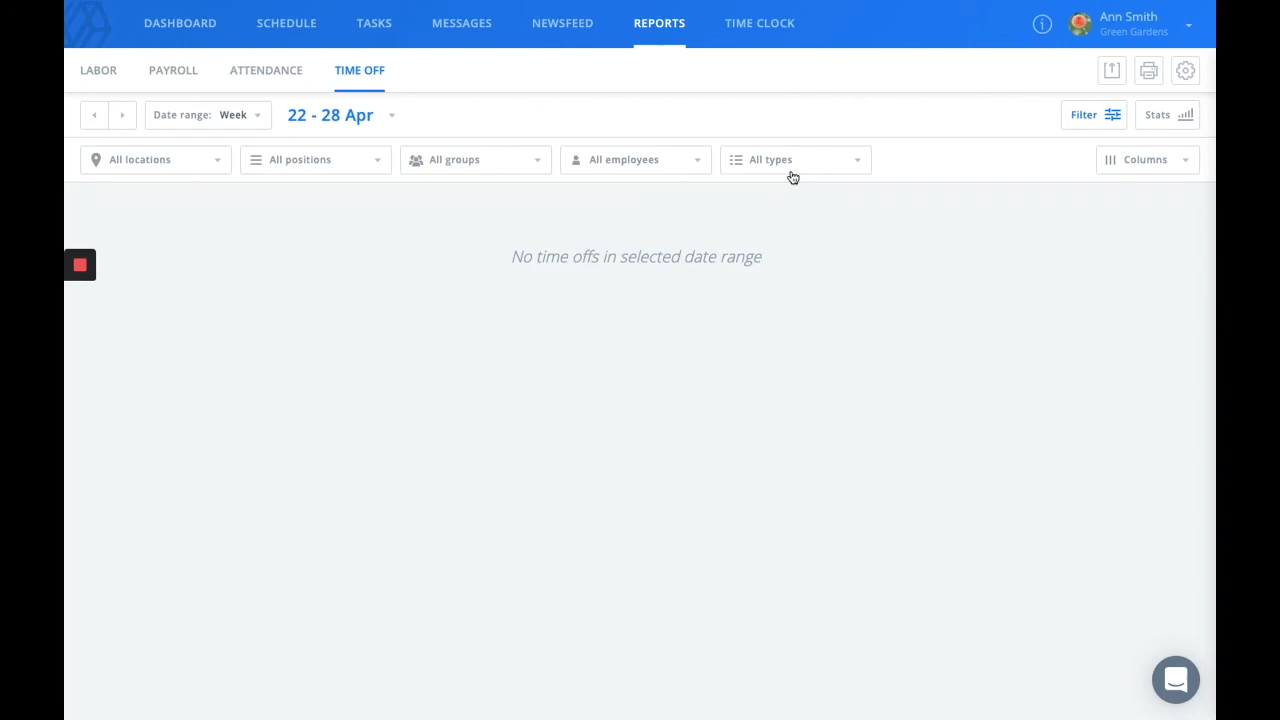 DASHBOARD SCHEDULE TASKS MESSAGES NEWSFEED REPORTS TIME CLOCK
Ann Smith
Green Gardens
LABOR PAYROLL ATTENDANCE TIME OFF
Date range: Week 22 - 28 Apr Filter Stats
All locations All positions All groups All employees All types Columns
No time offs in selected date range